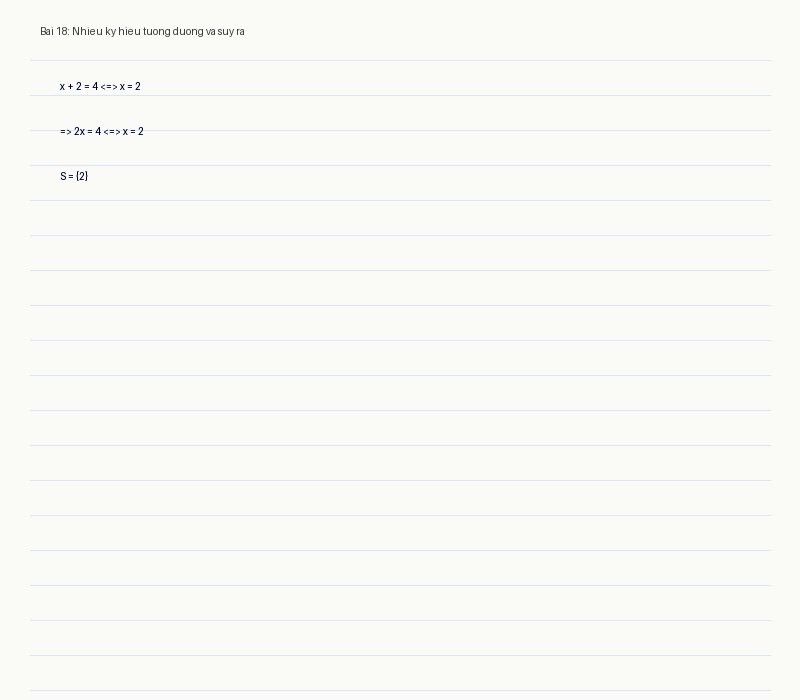 Bai 18: Nhieu ky hieu tuong duong va suy ra
x + 2 = 4 <=> x = 2
=> 2x = 4 <=> x = 2
S = {2}